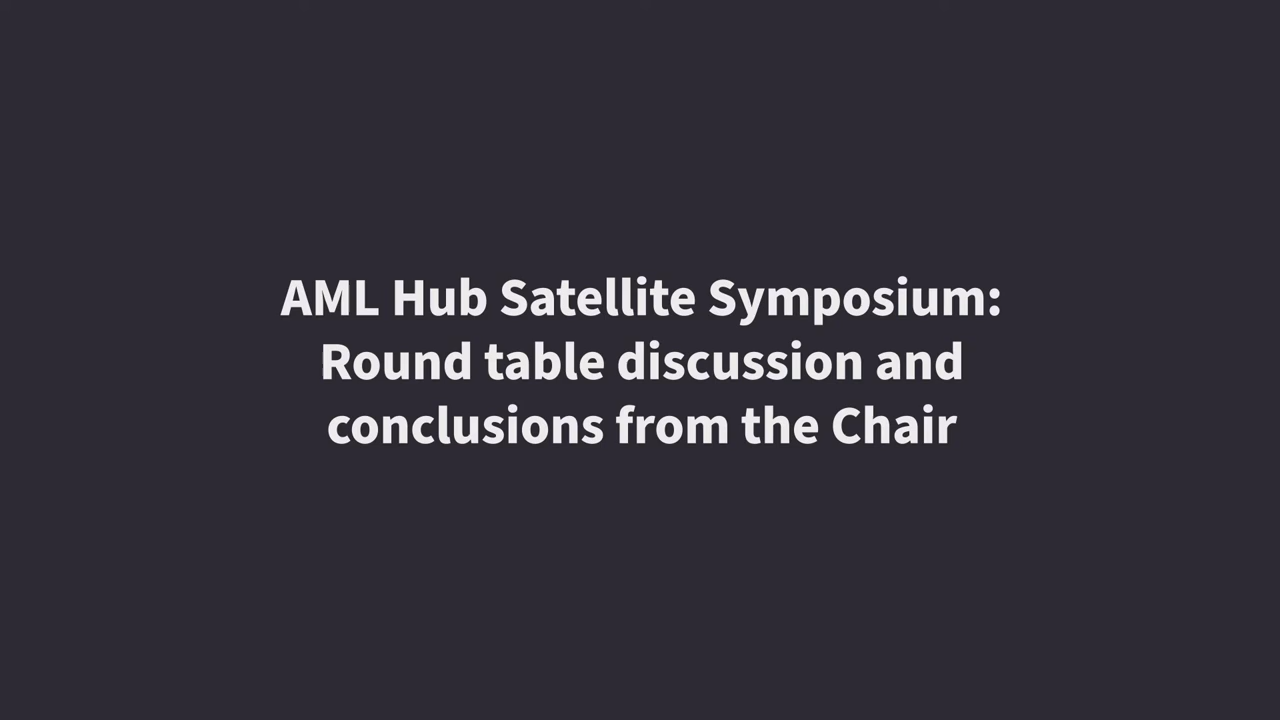 AML Hub Satellite Symposium:
Round table discussion and
conclusions from the Chair